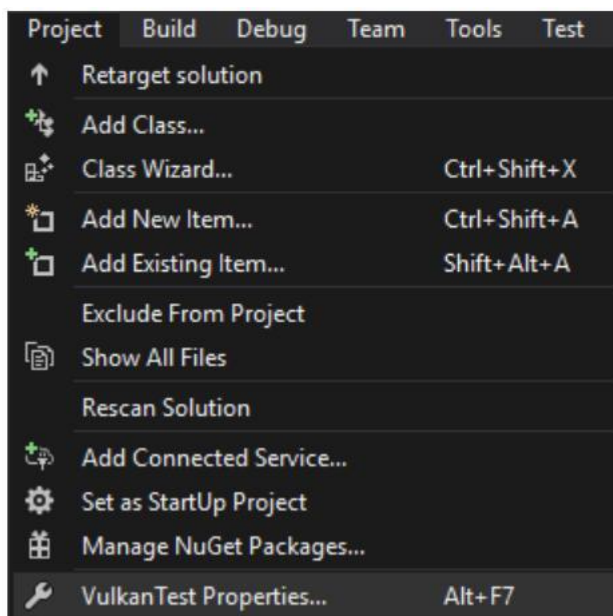 Project Build Debug Team Tools Test
Retarget solution
Add Class...
Class Wizard... Ctrl+Shift+X
Add New Item... Ctrl+Shift+A
Add Existing Item... Shift+Alt+A
Exclude From Project
Show All Files
Rescan Solution
Add Connected Service...
Set as StartUp Project
Manage NuGet Packages...
VulkanTest Properties... Alt+F7